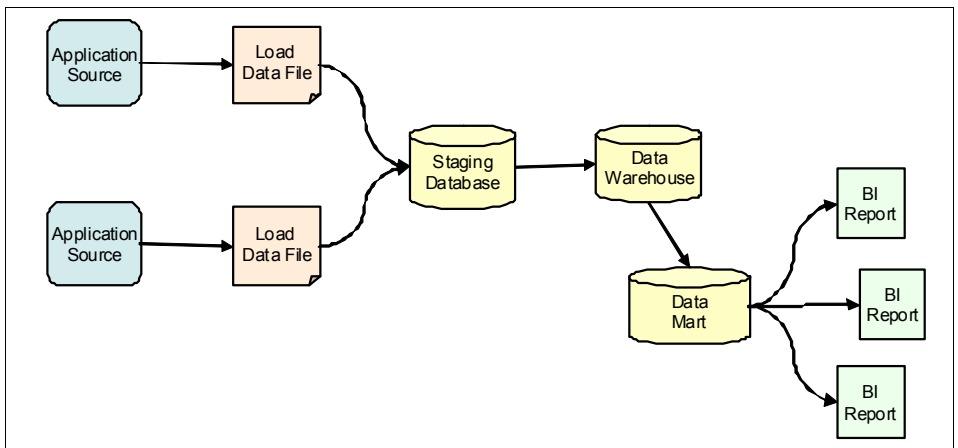 Application
Source
Load
Data File
Application
Source
Load
Data File
Staging
Database
Data
Warehouse
Data
Mart
BI
Report
BI
Report
BI
Report